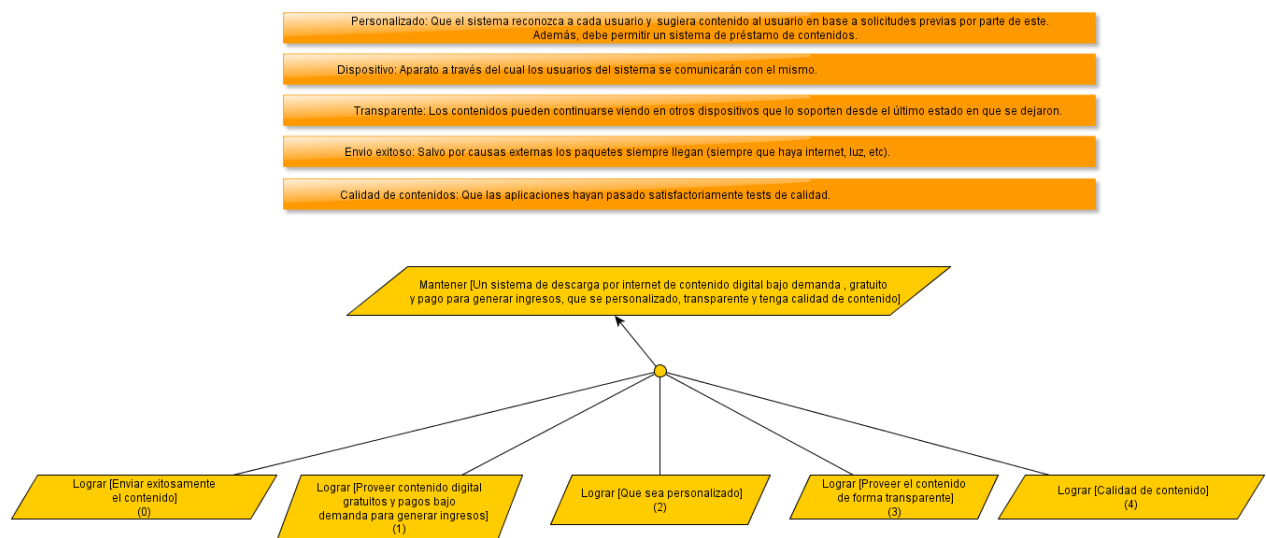 Personalizado: Que el sistema reconozca a cada usuario y sugiera contenido al usuario en base a solicitudes previas por parte de este.
Además, debe permitir un sistema de préstamo de contenidos.
Dispositivo: Aparato a través del cual los usuarios del sistema se comunicarán con el mismo.
Transparente: Los contenidos pueden continuarse viendo en otros dispositivos que lo soporten desde el último estado en que se dejaron.
Envio exitoso: Salvo por causas externas los paquetes siempre llegan (siempre que haya internet, luz, etc).
Calidad de contenidos: Que las aplicaciones hayan pasado satisfactoriamente tests de calidad.
Mantener [Un sistema de descarga por internet de contenido digital bajo demanda , gratuito
y pago para generar ingresos, que se personalizado, transparente y tenga calidad de contenido]
Lograr [Enviar exitosamente
el contenido]
(0)
Lograr [Proveer contenido digital
gratuitos y pagos bajo
demanda para generar ingresos]
(1)
Lograr [Que sea personalizado]
(2)
Lograr [Proveer el contenido
de forma transparente]
(3)
Lograr [Calidad de contenido]
(4)